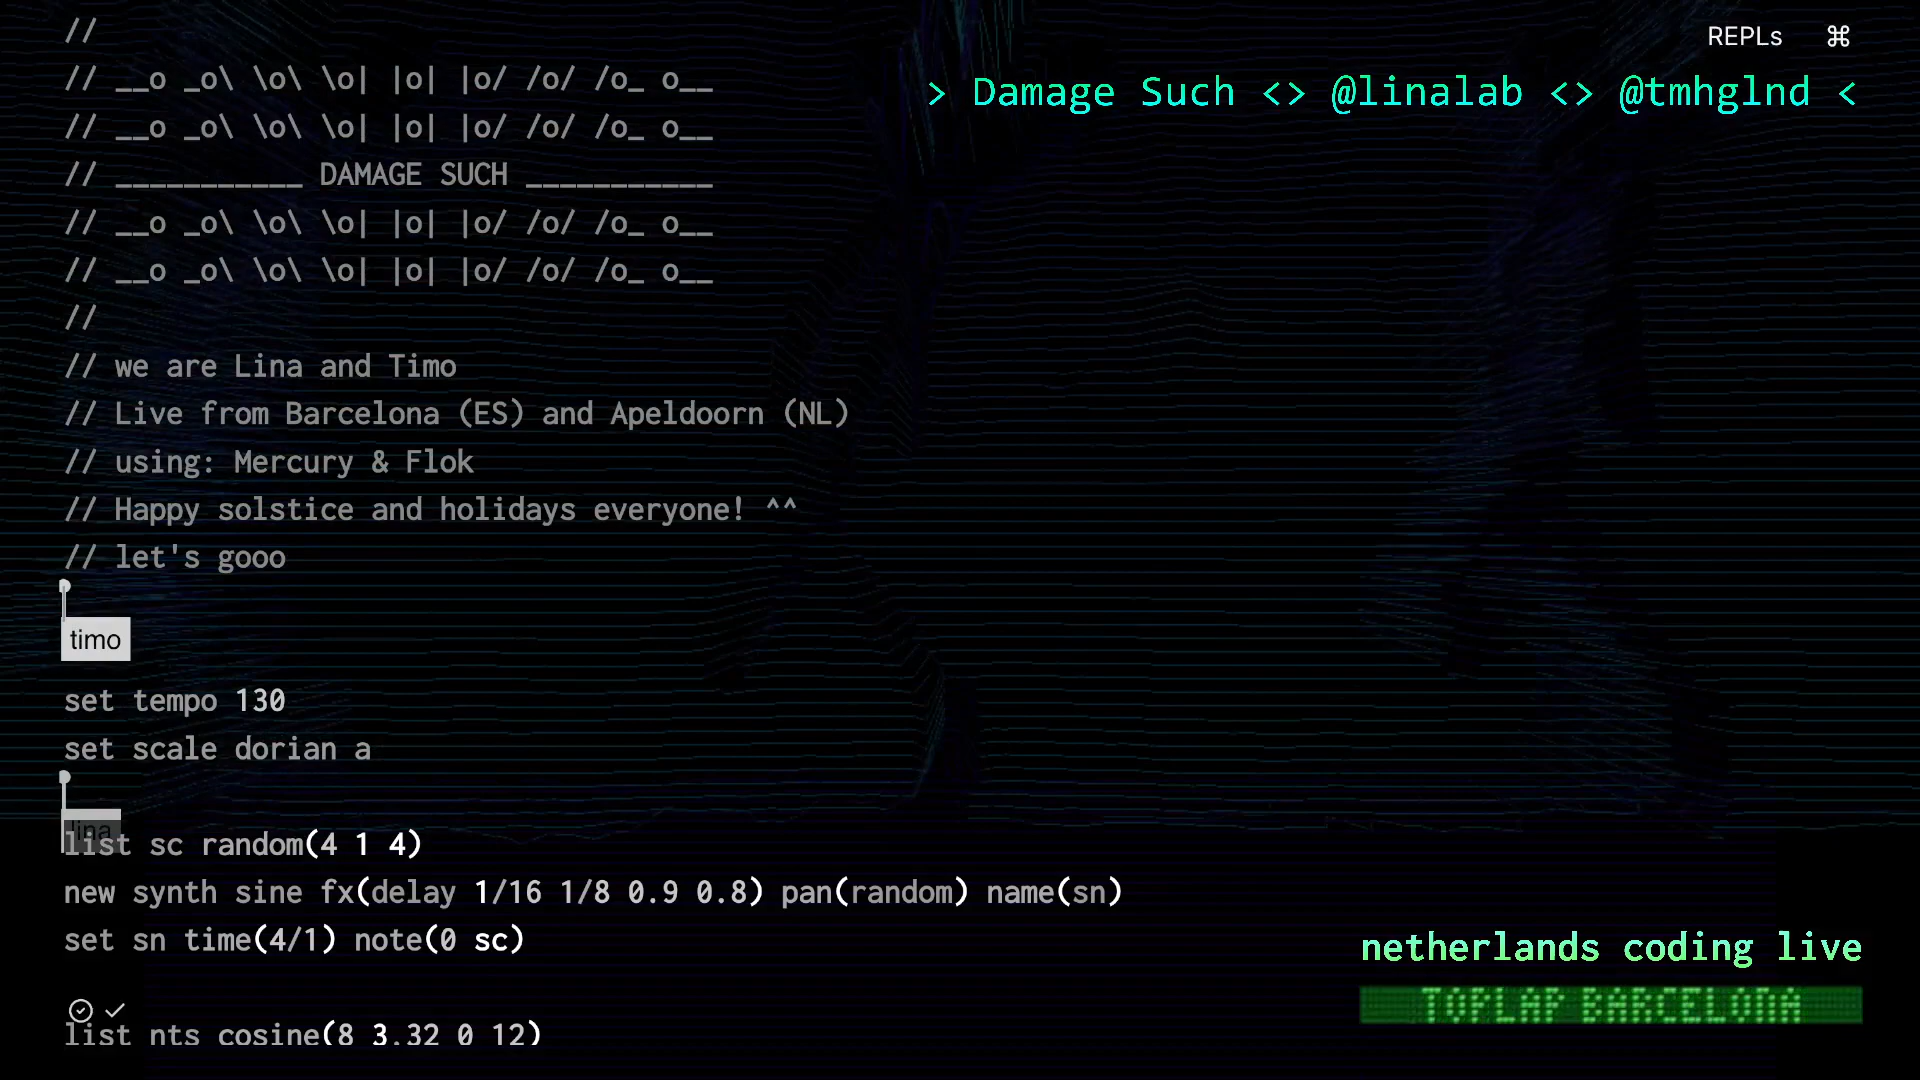 //
// __o _o\ \o\ \o| |o| |o/ /o/ /o_ o__
// __o _o\ \o\ \o| |o| |o/ /o/ /o_ o__
// ___________ DAMAGE SUCH ___________
// __o _o\ \o\ \o| |o| |o/ /o/ /o_ o__
// __o _o\ \o\ \o| |o| |o/ /o/ /o_ o__
//
// we are Lina and Timo
// Live from Barcelona (ES) and Apeldoorn (NL)
// using: Mercury & Flok
// Happy solstice and holidays everyone! ^^
// let's gooo
timo
set tempo 130
set scale dorian a
lina
list sc random(4 1 4)
new synth sine fx(delay 1/16 1/8 0.9 0.8) pan(random) name(sn)
set sn time(4/1) note(0 sc)
list nts cosine(8 3.32 0 12)
REPLs ⌘
> Damage Such <> @linalab <> @tmhglnd <
netherlands coding live
TOPLAP BARCELONA